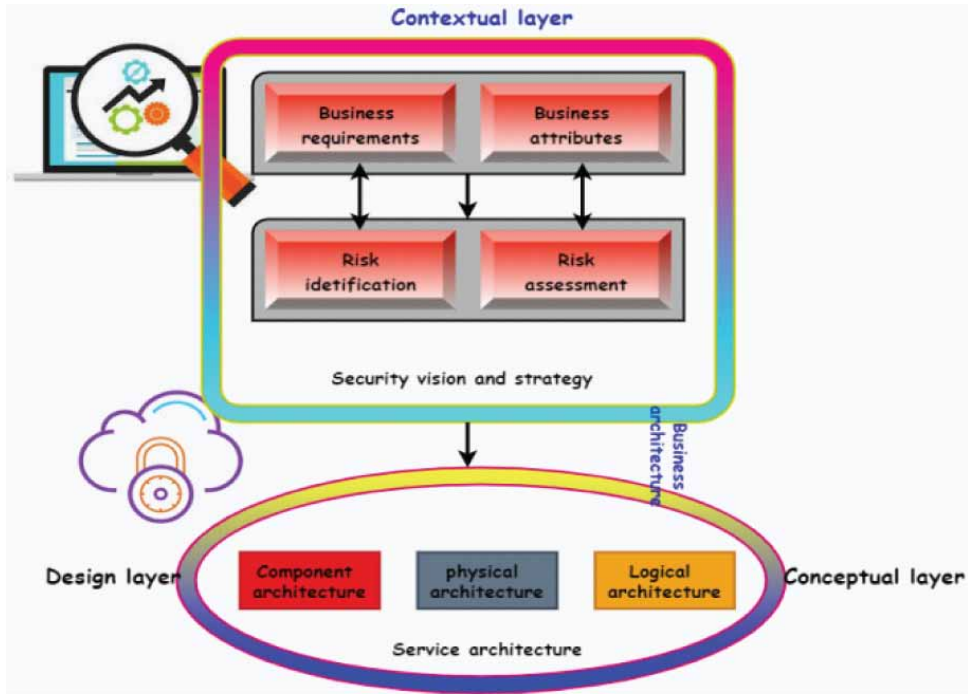 Contextual layer
Business
requirements
Business
attributes
Risk
idetification
Risk
assessment
Security vision and strategy
Business
architecture
Design layer
Component
architecture
physical
architecture
Logical
architecture
Conceptual layer
Service architecture